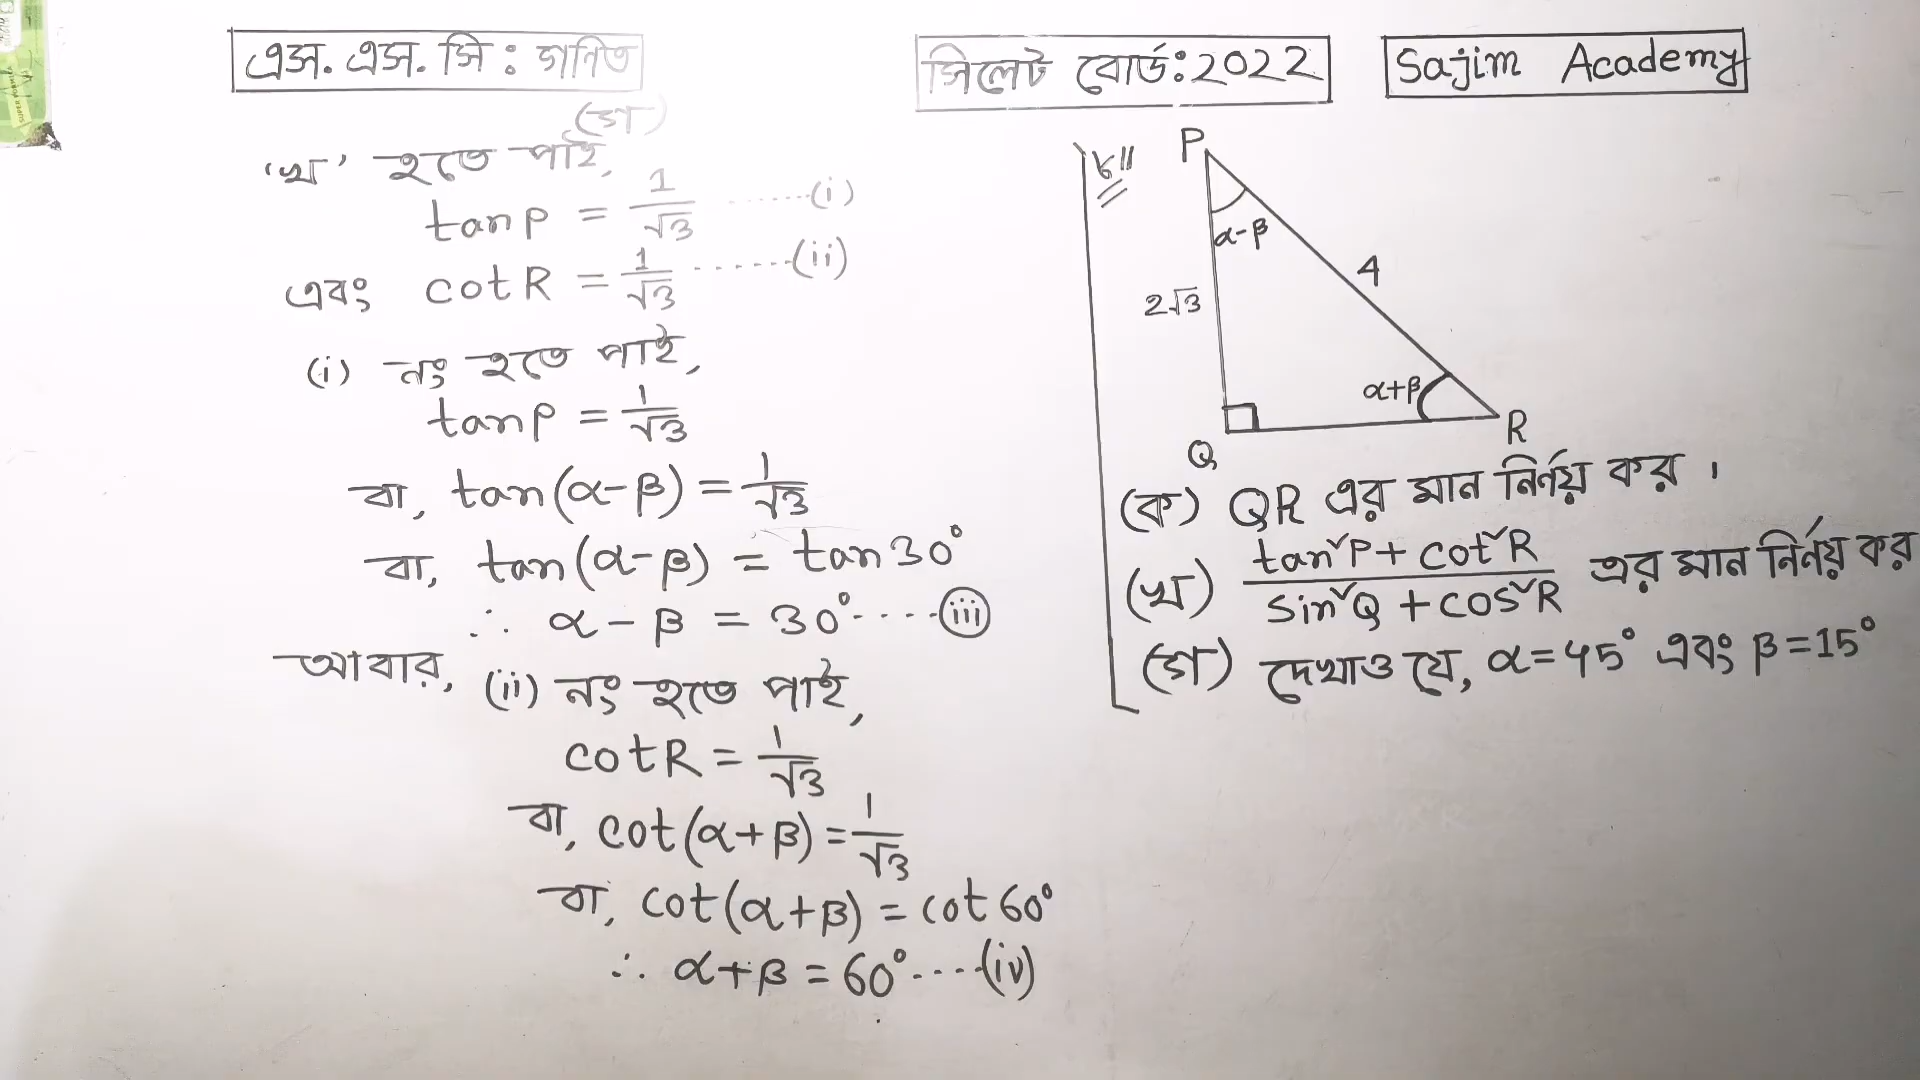 এস. এস. সি : গনিত
সিলেট বোর্ড:2022
Sajim Academy
(গ)
'খ' হতে পাই,
tanP = 1/√3 ......(i)
এবং cotR = 1/√3 .......(ii)
(i) নং হতে পাই,
tanP = 1/√3
বা, tan(α-β) = 1/√3
বা, tan(α-β) = tan30°
∴ α-β = 30°.....(iii)
আবার, (ii) নং হতে পাই,
cotR = 1/√3
বা, cot(α+β) = 1/√3
বা, cot(α+β) = cot60°
∴ α+β = 60°....(iv)
৮॥
P
α-β
4
2√3
α+β
Q
R
(ক) QR এর মান নির্ণয় কর।
(খ) tan²P + cot²R / sin²Q + cos²R এর মান নির্ণয় কর
(গ) দেখাও যে, α=45° এবং β=15°